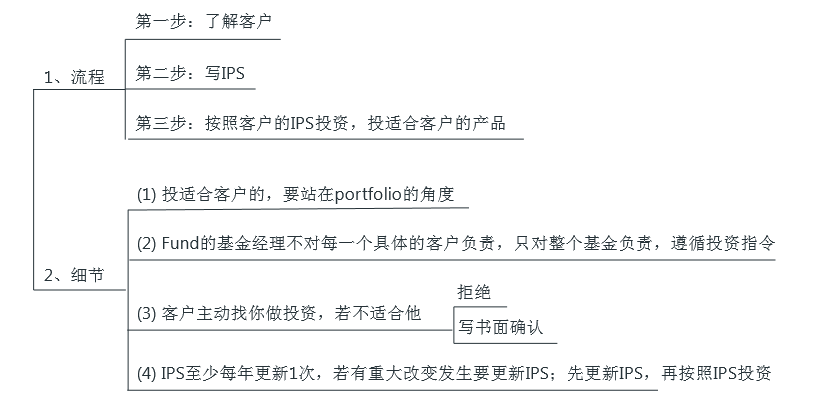 第一步：了解客户
1、流程
第二步：写IPS
第三步：按照客户的IPS投资，投适合客户的产品
(1) 投适合客户的，要站在portfolio的角度
(2) Fund的基金经理不对每一个具体的客户负责，只对整个基金负责，遵循投资指令
2、细节
(3) 客户主动找你做投资，若不适合他
拒绝
写书面确认
(4) IPS至少每年更新1次，若有重大改变发生要更新IPS；先更新IPS，再按照IPS投资